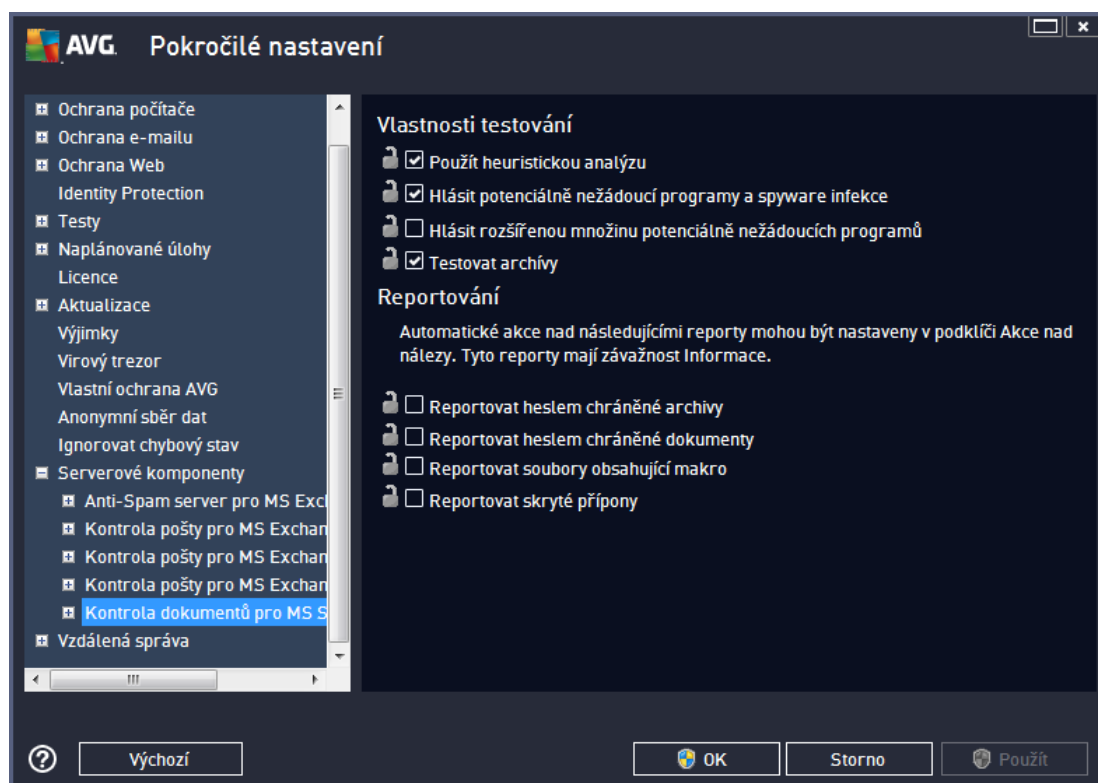 AVG. Pokročilé nastavení
Ochrana počítače
Ochrana e-mailu
Ochrana Web
Identity Protection
Testy
Naplánované úlohy
Licence
Aktualizace
Výjimky
Virový trezor
Vlastní ochrana AVG
Anonymní sběr dat
Ignorovat chybový stav
Serverové komponenty
Anti-Spam server pro MS Excl
Kontrola pošty pro MS Exchan
Kontrola pošty pro MS Exchan
Kontrola pošty pro MS Exchan
Kontrola dokumentů pro MS S
Vzdálená správa
Vlastnosti testování
Použít heuristickou analýzu
Hlásit potenciálně nežádoucí programy a spyware infekce
Hlásit rozšířenou množinu potenciálně nežádoucích programů
Testovat archívy
Reportování
Automatické akce nad následujícími reporty mohou být nastaveny v podklíči Akce nad
nálezy. Tyto reporty mají závažnost Informace.
Reportovat heslem chráněné archivy
Reportovat heslem chráněné dokumenty
Reportovat soubory obsahující makro
Reportovat skryté přípony
Výchozí
OK
Storno
Použít